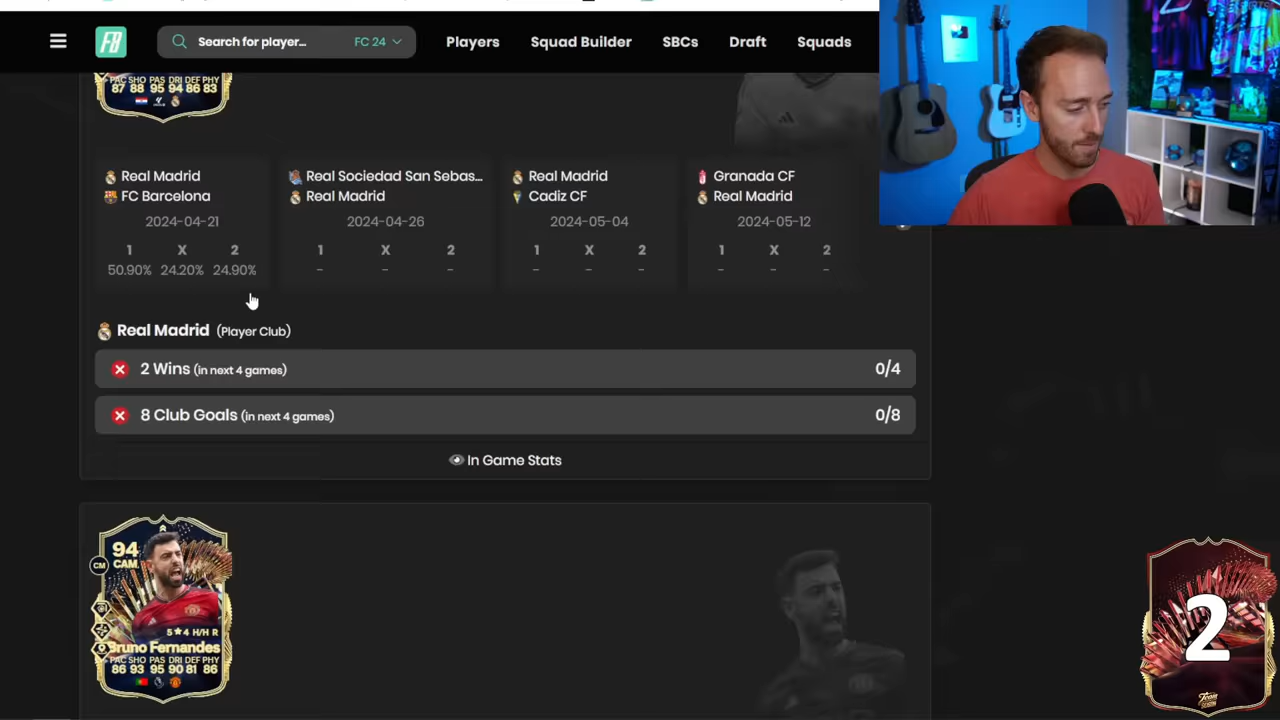 FB
Search for player...
FC 24
Players
Squad Builder
SBCs
Draft
Squads
PAC SHO PAS DRI DEF PHY
87 88 95 94 86 83
Real Madrid
FC Barcelona
2024-04-21
1 X 2
50.90% 24.20% 24.90%
Real Sociedad San Sebas...
Real Madrid
2024-04-26
1 X 2
- - -
Real Madrid
Cadiz CF
2024-05-04
1 X 2
- - -
Granada CF
Real Madrid
2024-05-12
1 X 2
- - -
Real Madrid (Player Club)
2 Wins (in next 4 games) 0/4
8 Club Goals (in next 4 games) 0/8
In Game Stats
94
CAM
CM
5★4 H/H R
Bruno Fernandes
PAC SHO PAS DRI DEF PHY
86 93 95 90 81 86
2